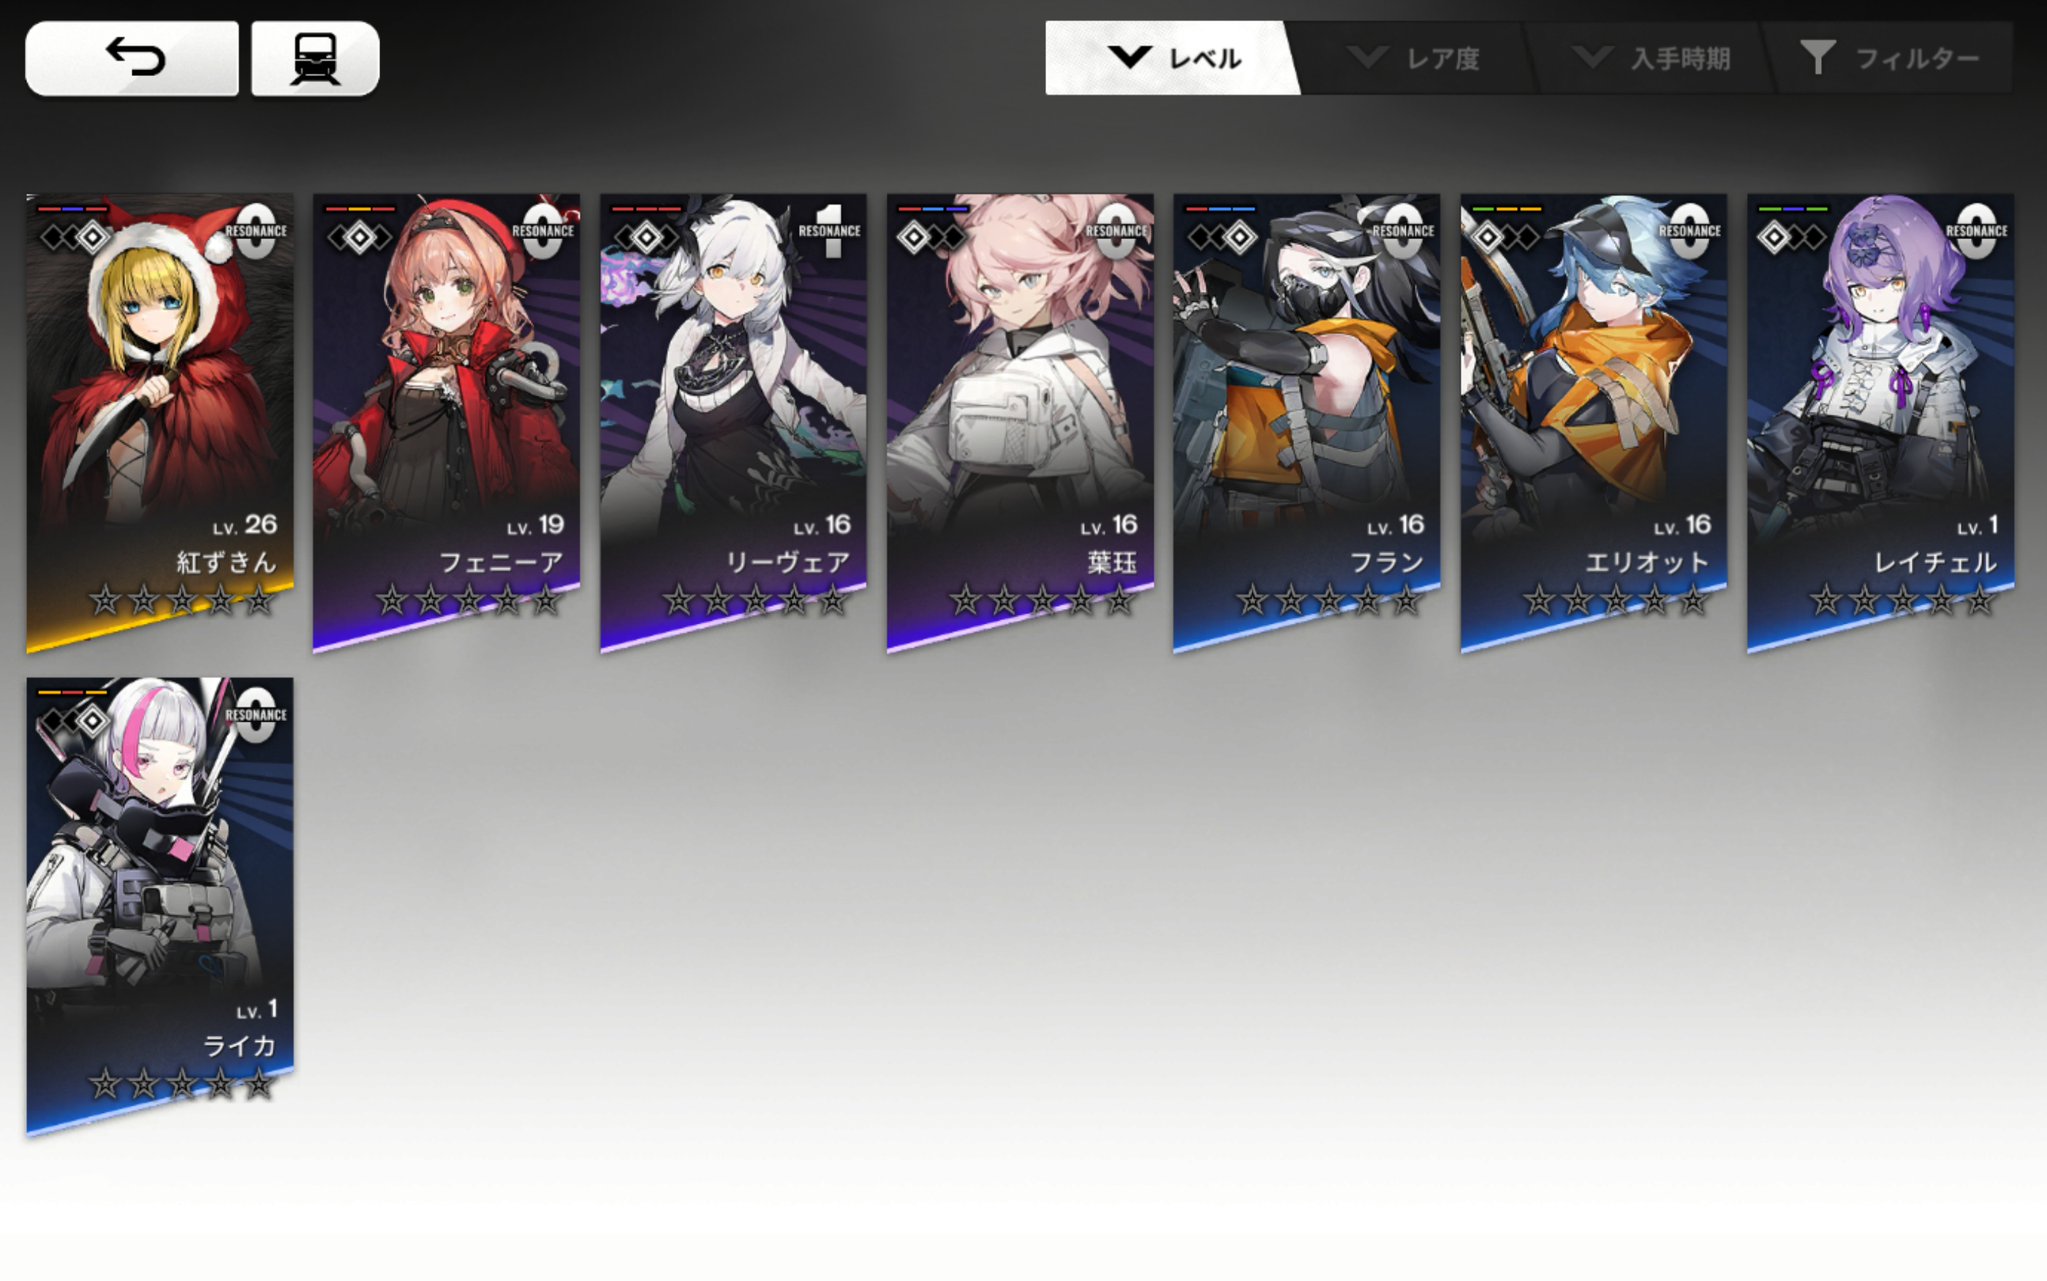 レベル
レア度
入手時期
フィルター
0 RESONANCE
LV. 26
紅ずきん
0 RESONANCE
LV. 19
フェニーア
1 RESONANCE
LV. 16
リーヴェア
0 RESONANCE
LV. 16
葉珏
0 RESONANCE
LV. 16
フラン
0 RESONANCE
LV. 16
エリオット
0 RESONANCE
LV. 1
レイチェル
0 RESONANCE
LV. 1
ライカ